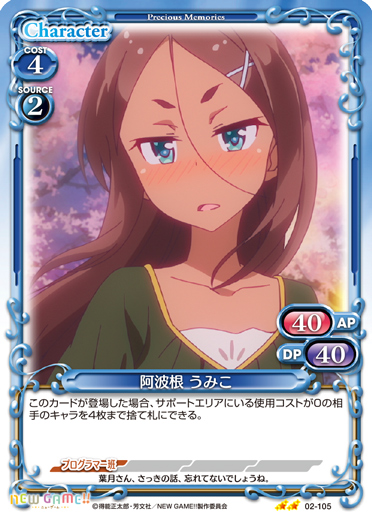 Precious Memories
Character
COST
4
SOURCE
2
40 AP
DP 40
阿波根 うみこ
このカードが登場した場合、サポートエリアにいる使用コストが0の相
手のキャラを4枚まで捨て札にできる。
プログラマー班
葉月さん、さっきの話、忘れてないでしょうね。
NEW GAME!!
©得能正太郎・芳文社/NEW GAME!!製作委員会
02-105